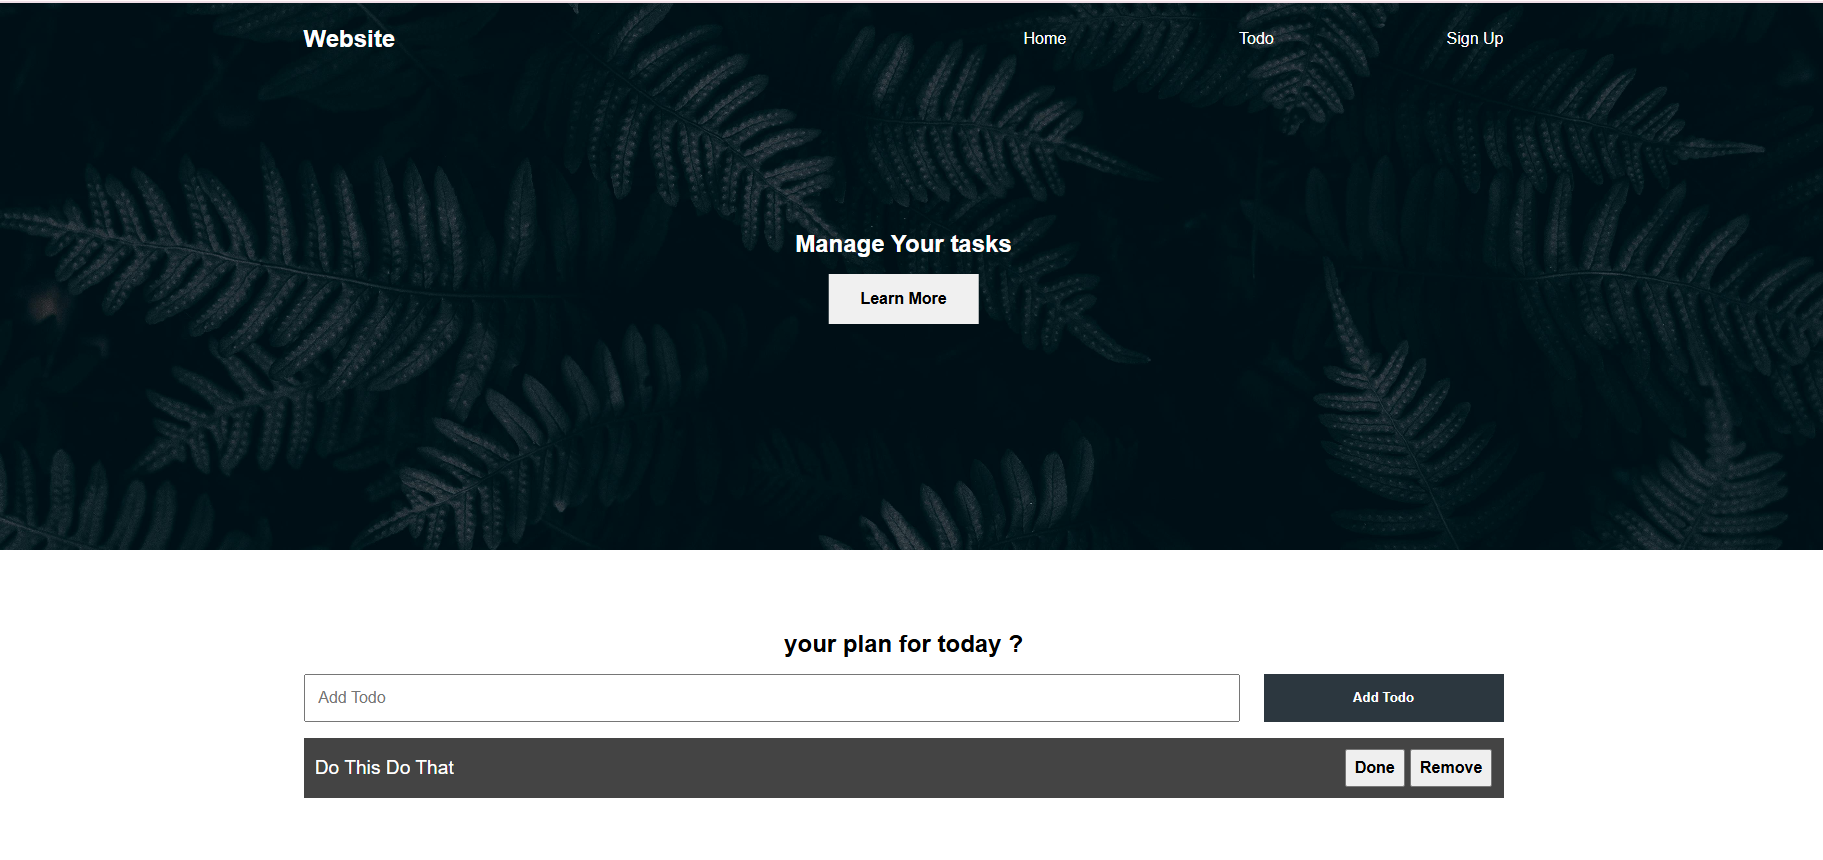 Website Home Todo Sign Up
Manage Your tasks
Learn More
your plan for today ?
Add Todo Add Todo
Do This Do That Done Remove